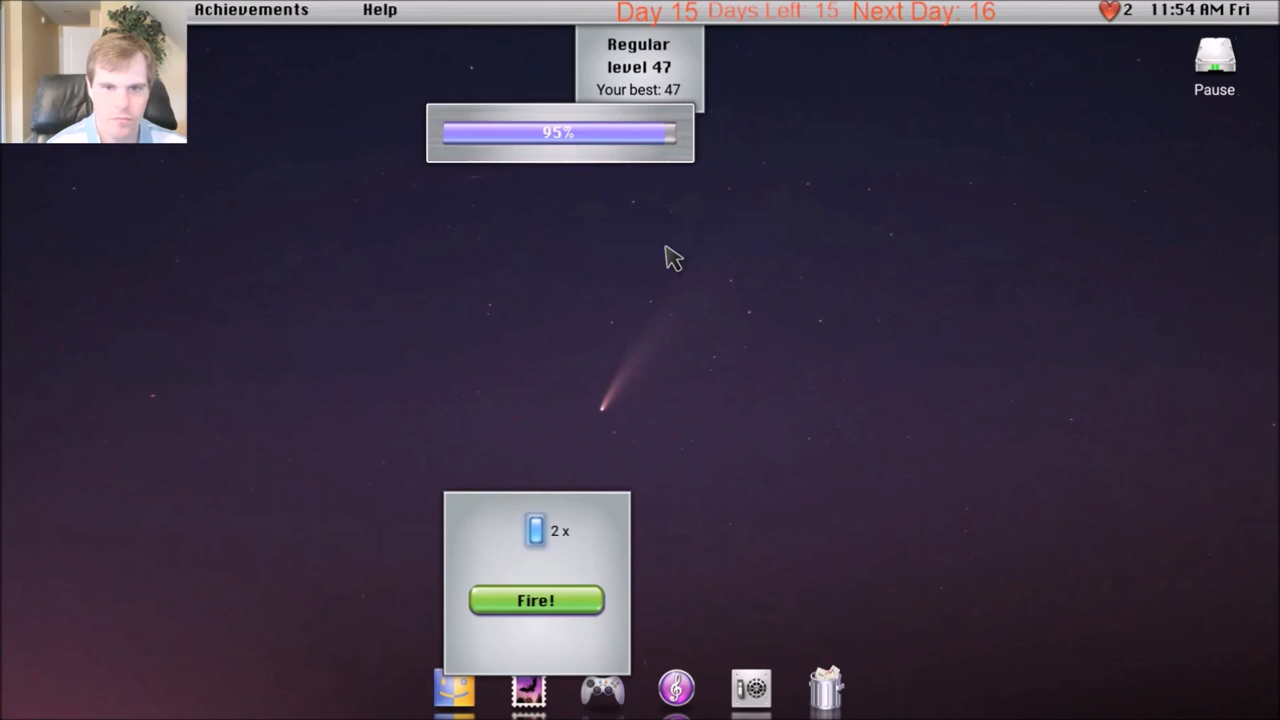 Achievements Help Day 15 Days Left: 15 Next Day: 16 2 11:54 AM Fri
Regular
level 47
Your best: 47
Pause
95%
2 x
Fire!